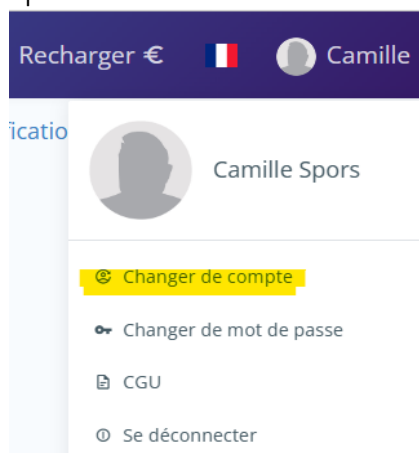 Recharger € Camille
ficatio
Camille Spors
Changer de compte
Changer de mot de passe
CGU
Se déconnecter